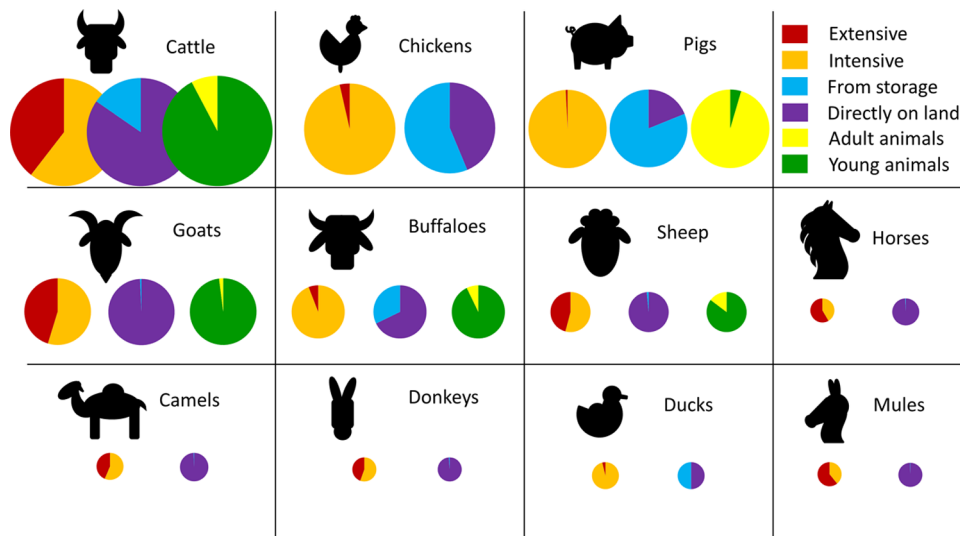 Cattle
Chickens
Pigs
Extensive
Intensive
From storage
Directly on land
Adult animals
Young animals
Goats
Buffaloes
Sheep
Horses
Camels
Donkeys
Ducks
Mules